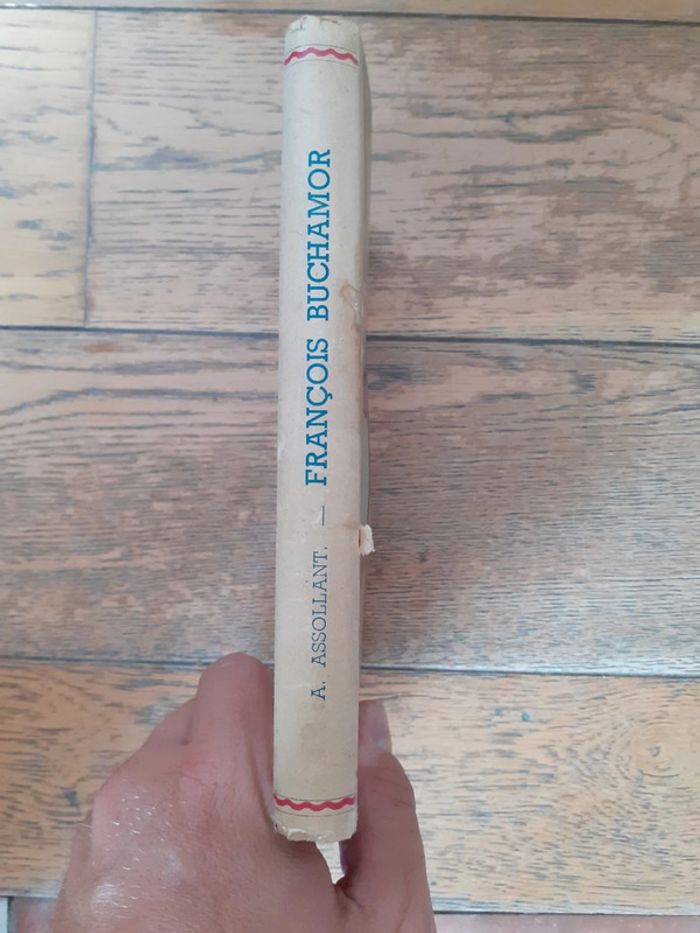 A. ASSOLLANT. — FRANÇOIS BUCHAMOR